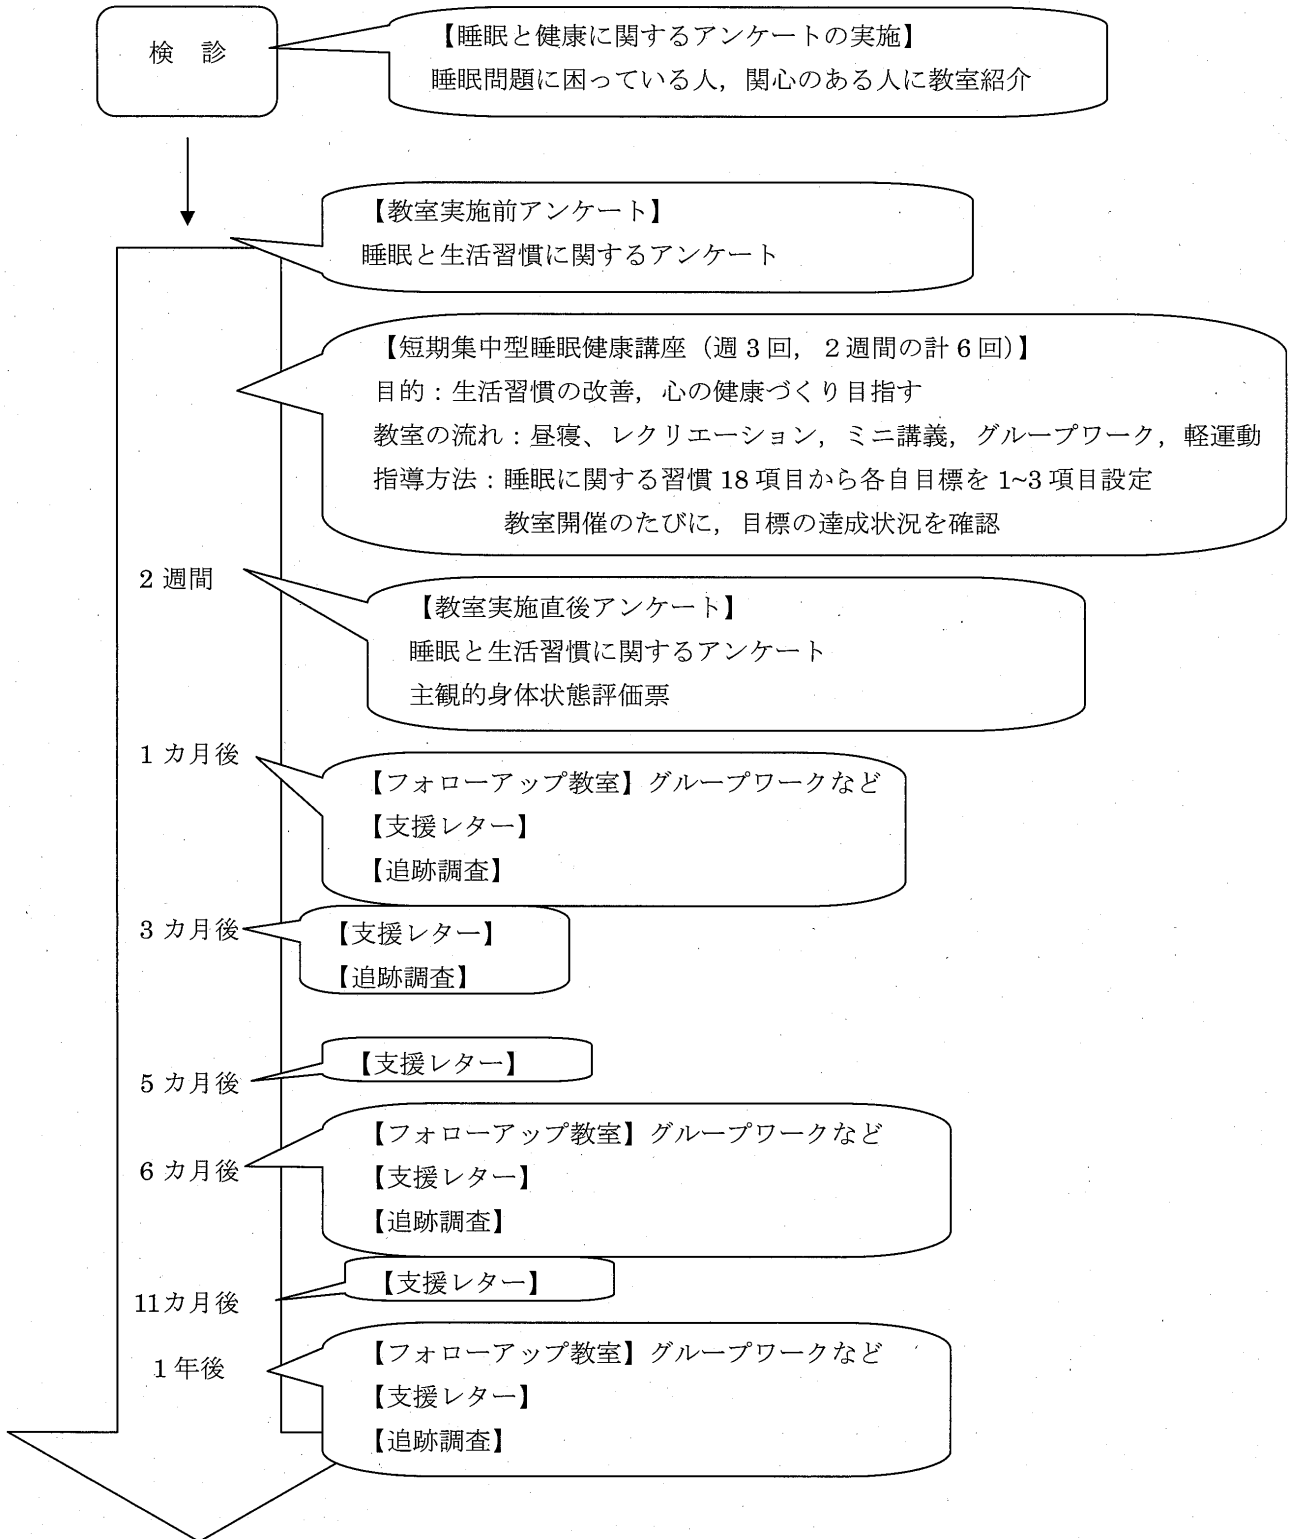 検 診
【睡眠と健康に関するアンケートの実施】
睡眠問題に困っている人，関心のある人に教室紹介
【教室実施前アンケート】
睡眠と生活習慣に関するアンケート
【短期集中型睡眠健康講座（週 3 回，２週間の計 6 回）】
目的：生活習慣の改善，心の健康づくり目指す
教室の流れ：昼寝、レクリエーション，ミニ講義，グループワーク，軽運動
指導方法：睡眠に関する習慣 18 項目から各自目標を 1~3 項目設定
教室開催のたびに，目標の達成状況を確認
2 週間
【教室実施直後アンケート】
睡眠と生活習慣に関するアンケート
主観的身体状態評価票
1 カ月後
【フォローアップ教室】グループワークなど
【支援レター】
【追跡調査】
3 カ月後
【支援レター】
【追跡調査】
5 カ月後
【支援レター】
6 カ月後
【フォローアップ教室】グループワークなど
【支援レター】
【追跡調査】
11カ月後
【支援レター】
1 年後
【フォローアップ教室】グループワークなど
【支援レター】
【追跡調査】